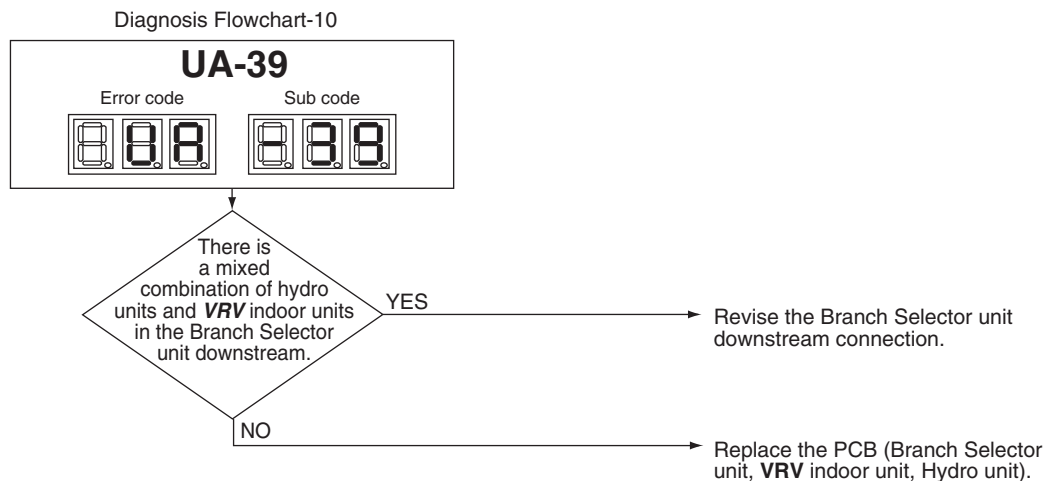 Diagnosis Flowchart-10
UA-39
Error code
Sub code
UA
-39
There is
a mixed
combination of hydro
units and VRV indoor units
in the Branch Selector
unit downstream.
YES
Revise the Branch Selector unit
downstream connection.
NO
Replace the PCB (Branch Selector
unit, VRV indoor unit, Hydro unit).